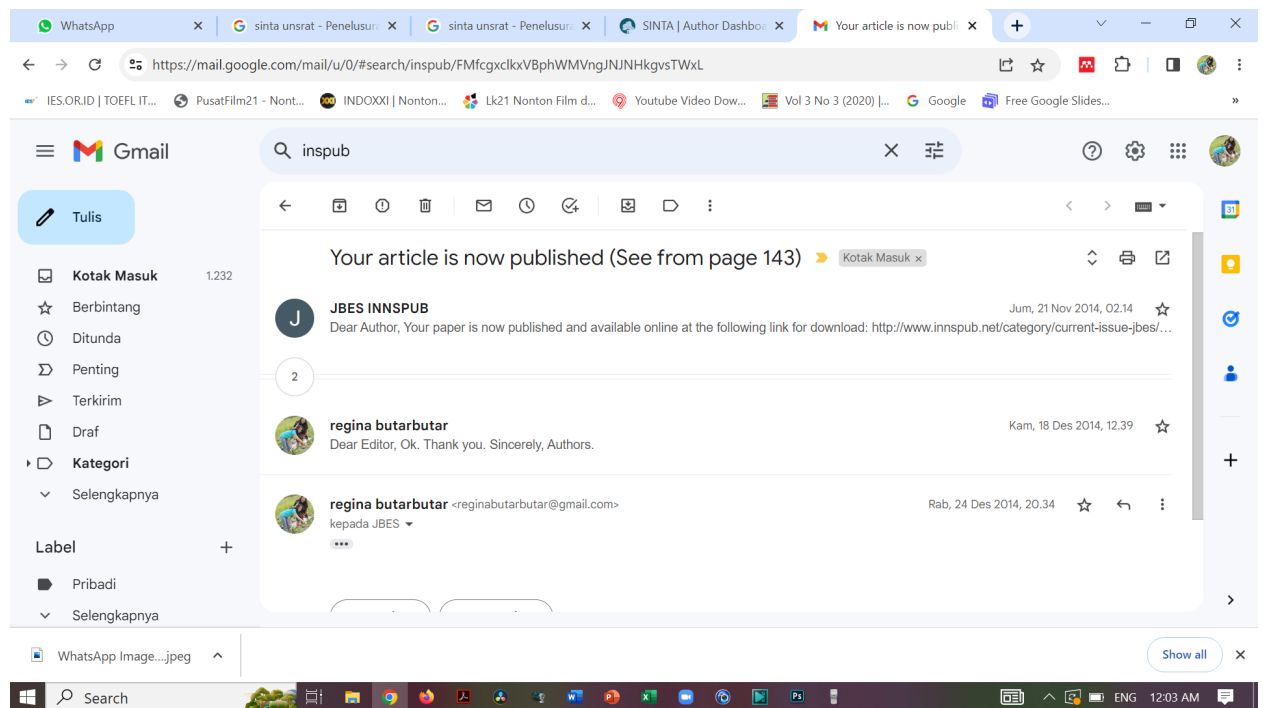 WhatsApp
sinta unsrat - Penelusura
sinta unsrat - Penelusura
SINTA | Author Dashboa
Your article is now publi
https://mail.google.com/mail/u/0/#search/inspub/FMfcgxclkxVBphWMVngJNJNHkgvsTWxL
IES.OR.ID | TOEFL IT...
PusatFilm21 - Nont...
INDOXXI | Nonton...
Lk21 Nonton Film d...
Youtube Video Dow...
Vol 3 No 3 (2020) |...
Google
Free Google Slides...
»
Gmail
inspub
Tulis
Kotak Masuk 1.232
Berbintang
Ditunda
Penting
Terkirim
Draf
Kategori
Selengkapnya
Label
Pribadi
Selengkapnya
Your article is now published (See from page 143)
Kotak Masuk ×
31
J
JBES INNSPUB
Jum, 21 Nov 2014, 02.14
Dear Author, Your paper is now published and available online at the following link for download: http://www.innspub.net/category/current-issue-jbes/…
2
regina butarbutar
Kam, 18 Des 2014, 12.39
Dear Editor, Ok. Thank you. Sincerely, Authors.
regina butarbutar <reginabutarbutar@gmail.com>
Rab, 24 Des 2014, 20.34
kepada JBES
WhatsApp Image....jpeg
Show all
Search
ENG
12:03 AM